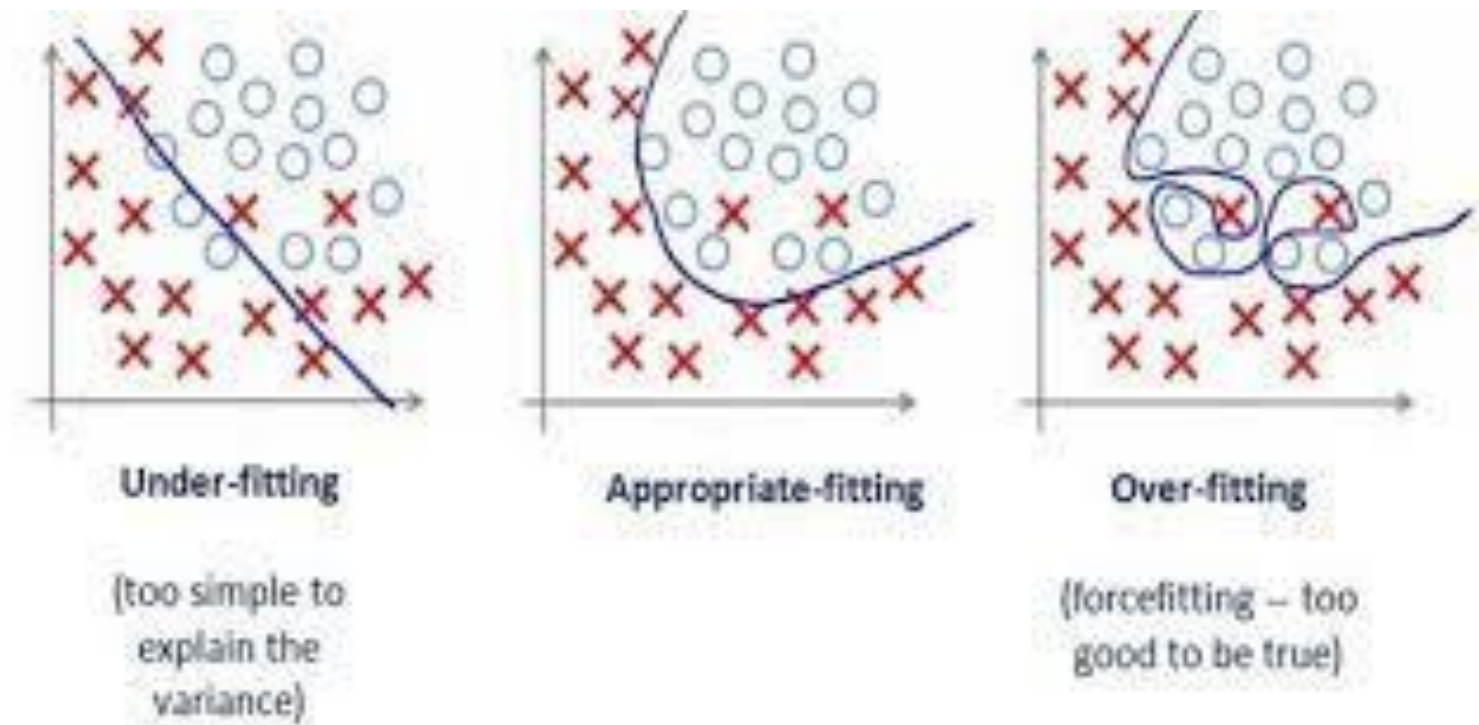 Under-fitting
Appropriate-fitting
Over-fitting
(too simple to
explain the
variance)
(forcefitting – too
good to be true)